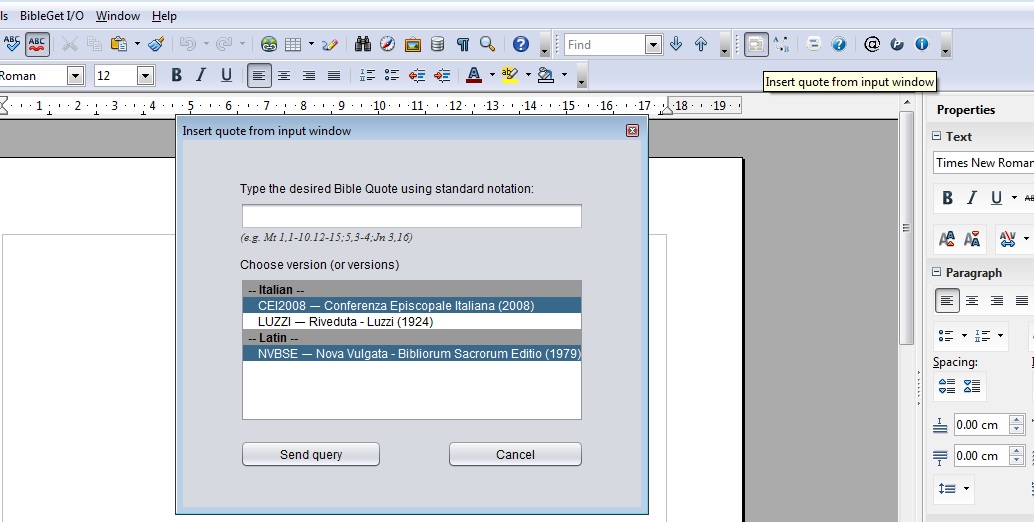 ls BibleGet I/O Window Help
ABC ABC Find
Roman 12 B I U A ab
Insert quote from input window
1 2 3 4 5 6 7 8 9 10 11 12 13 14 15 16 17 18 19
Insert quote from input window
Type the desired Bible Quote using standard notation:
(e.g. Mt 1,1-10.12-15;5,3-4;Jn 3,16)
Choose version (or versions)
-- Italian --
CEI2008 — Conferenza Episcopale Italiana (2008)
LUZZI — Riveduta - Luzzi (1924)
-- Latin --
NVBSE — Nova Vulgata - Bibliorum Sacrorum Editio (1979)
Send query Cancel
Properties
Text
Times New Roman
B I U
Paragraph
Spacing:
0.00 cm
0.00 cm